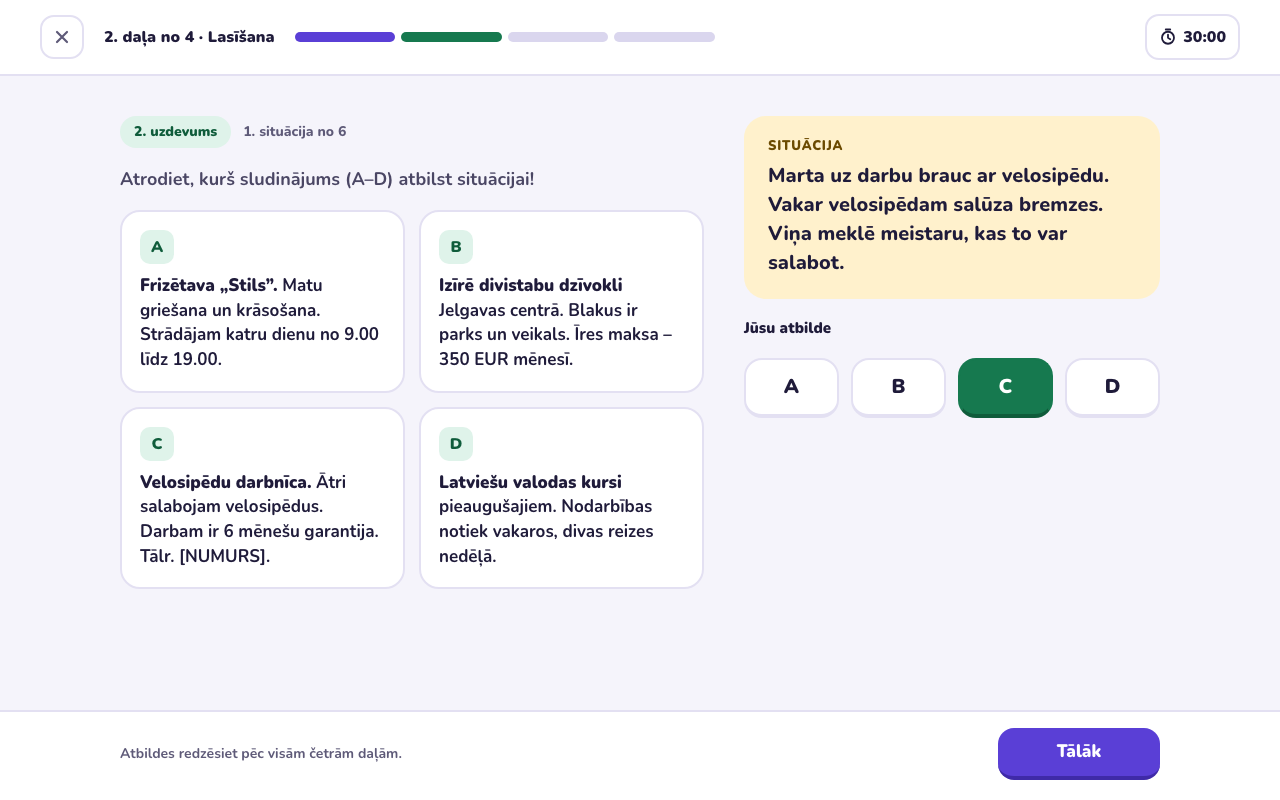 2. daļa no 4 · Lasīšana
30:00
2. uzdevums
1. situācija no 6
Atrodiet, kurš sludinājums (A–D) atbilst situācijai!
A
Frizētava „Stils”. Matu
griešana un krāsošana.
Strādājam katru dienu no 9.00
līdz 19.00.
B
Izīrē divistabu dzīvokli
Jelgavas centrā. Blakus ir
parks un veikals. Īres maksa –
350 EUR mēnesī.
C
Velosipēdu darbnīca. Ātri
salabojam velosipēdus.
Darbam ir 6 mēnešu garantija.
Tālr. [NUMURS].
D
Latviešu valodas kursi
pieaugušajiem. Nodarbības
notiek vakaros, divas reizes
nedēļā.
SITUĀCIJA
Marta uz darbu brauc ar velosipēdu.
Vakar velosipēdam salūza bremzes.
Viņa meklē meistaru, kas to var
salabot.
Jūsu atbilde
A
B
C
D
Atbildes redzēsiet pēc visām četrām daļām.
Tālāk